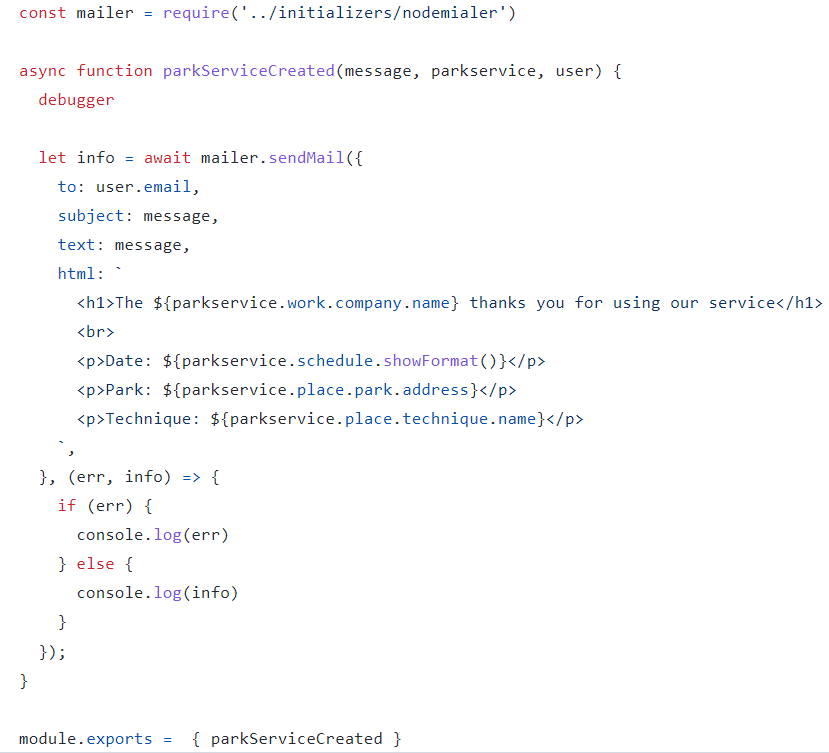 const mailer = require('../initializers/nodemialer')
async function parkServiceCreated(message, parkservice, user) {
debugger
let info = await mailer.sendMail({
to: user.email,
subject: message,
text: message,
html: `
<h1>The ${parkservice.work.company.name} thanks you for using our service</h1>
<br>
<p>Date: ${parkservice.schedule.showFormat()}</p>
<p>Park: ${parkservice.place.park.address}</p>
<p>Technique: ${parkservice.place.technique.name}</p>
`,
}, (err, info) => {
if (err) {
console.log(err)
} else {
console.log(info)
}
});
}
module.exports =  { parkServiceCreated }